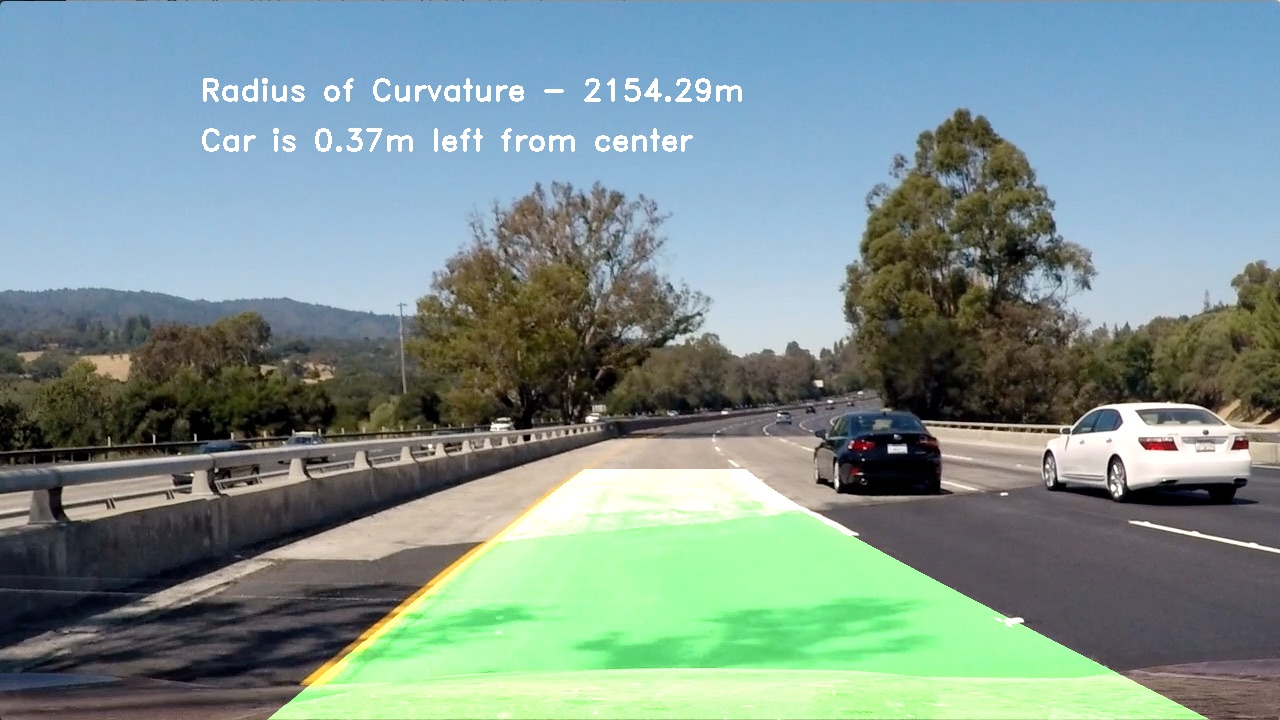 Radius of Curvature - 2154.29m
Car is 0.37m left from center